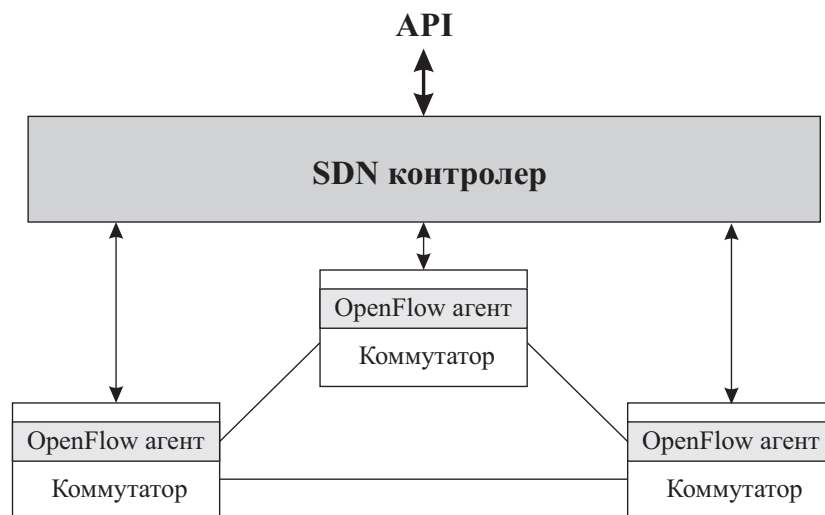 API
SDN контролер
OpenFlow агент
Коммутатор
OpenFlow агент
Коммутатор
OpenFlow агент
Коммутатор